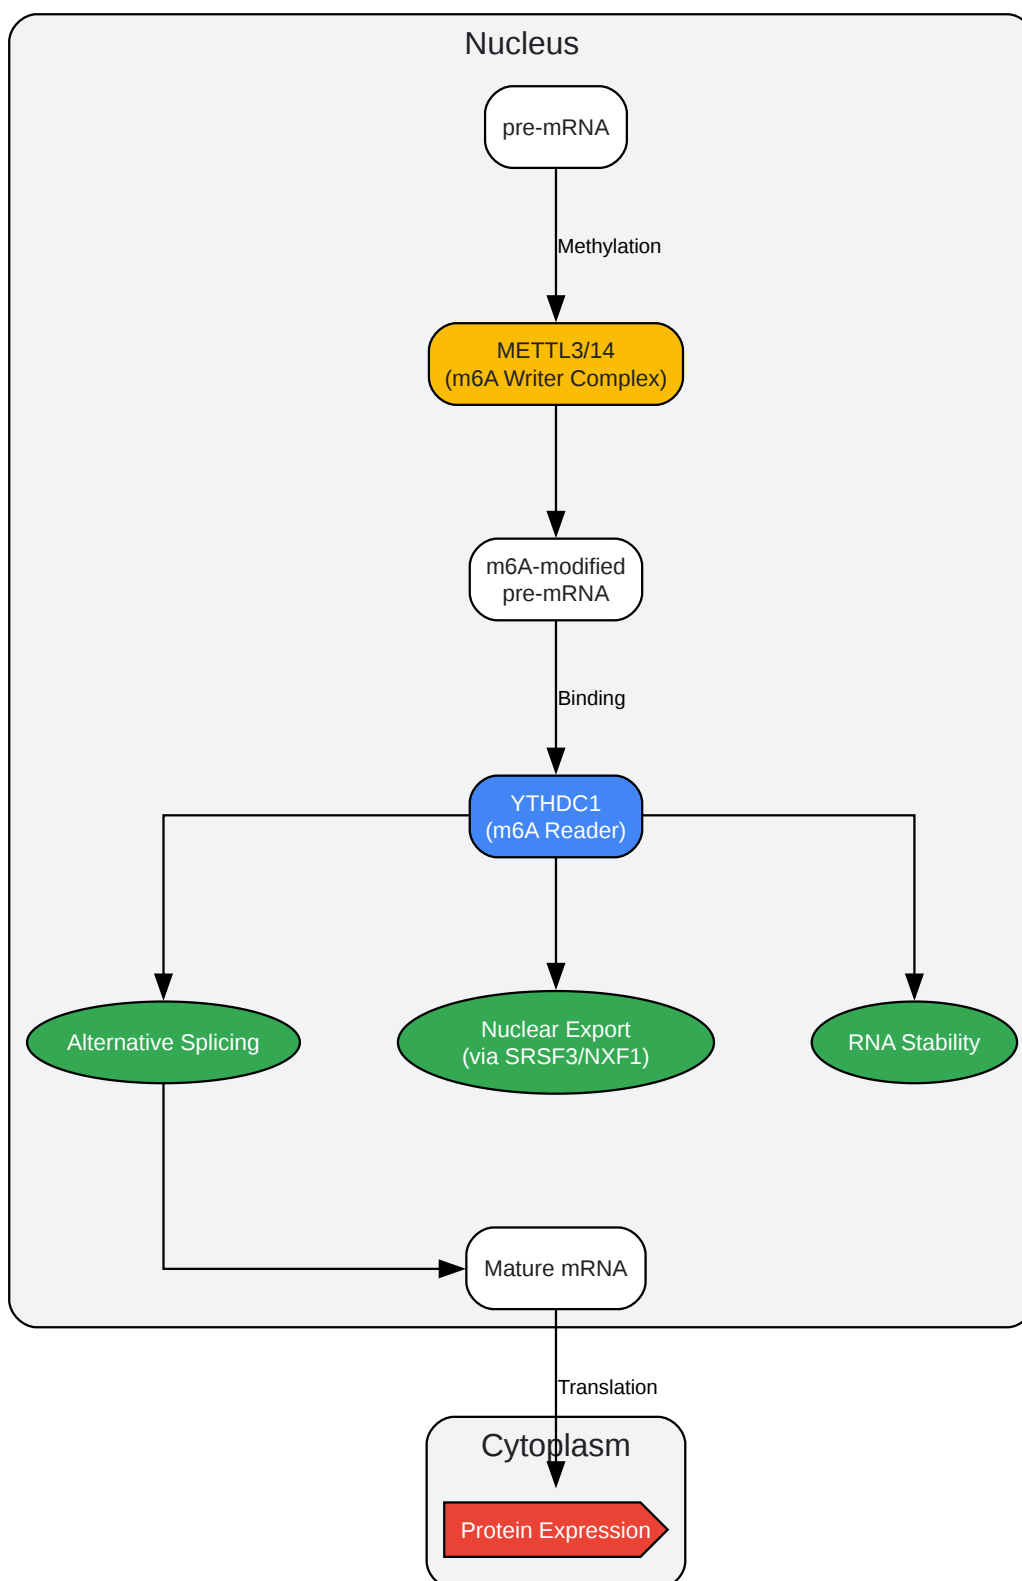 Nucleus
pre-mRNA
Methylation
METTL3/14
(m6A Writer Complex)
m6A-modified
pre-mRNA
Binding
YTHDC1
(m6A Reader)
Alternative Splicing
Nuclear Export
(via SRSF3/NXF1)
RNA Stability
Mature mRNA
Translation
Cytoplasm
Protein Expression